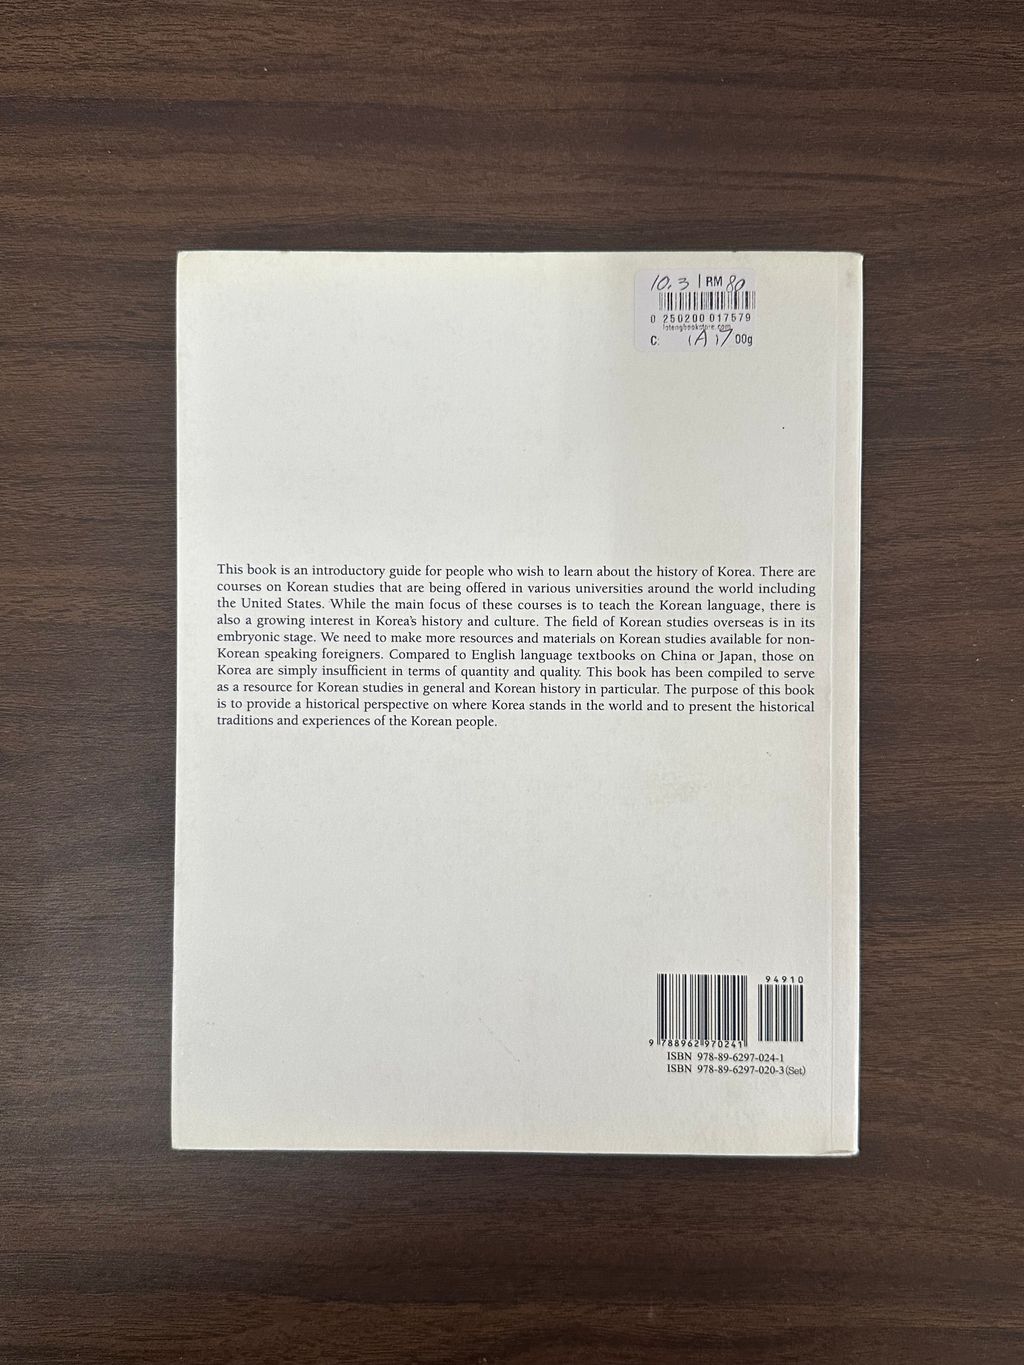 10.3 | RM 80
0 250200 017579
latengbookstore.com
C: (A) 700g
This book is an introductory guide for people who wish to learn about the history of Korea. There are
courses on Korean studies that are being offered in various universities around the world including
the United States. While the main focus of these courses is to teach the Korean language, there is
also a growing interest in Korea's history and culture. The field of Korean studies overseas is in its
embryonic stage. We need to make more resources and materials on Korean studies available for non-
Korean speaking foreigners. Compared to English language textbooks on China or Japan, those on
Korea are simply insufficient in terms of quantity and quality. This book has been compiled to serve
as a resource for Korean studies in general and Korean history in particular. The purpose of this book
is to provide a historical perspective on where Korea stands in the world and to present the historical
traditions and experiences of the Korean people.
94910
9 788962 970241
ISBN 978-89-6297-024-1
ISBN 978-89-6297-020-3(Set)